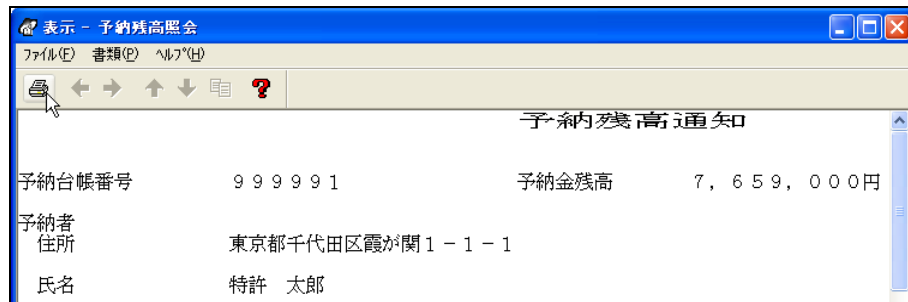 表示 - 予納残高照会
ファイル(F) 書類(P) ヘルプ(H)
予納残高通知
予納台帳番号 999991 予納金残高 7,659,000円
予納者
住所 東京都千代田区霞が関1-1-1
氏名 特許 太郎